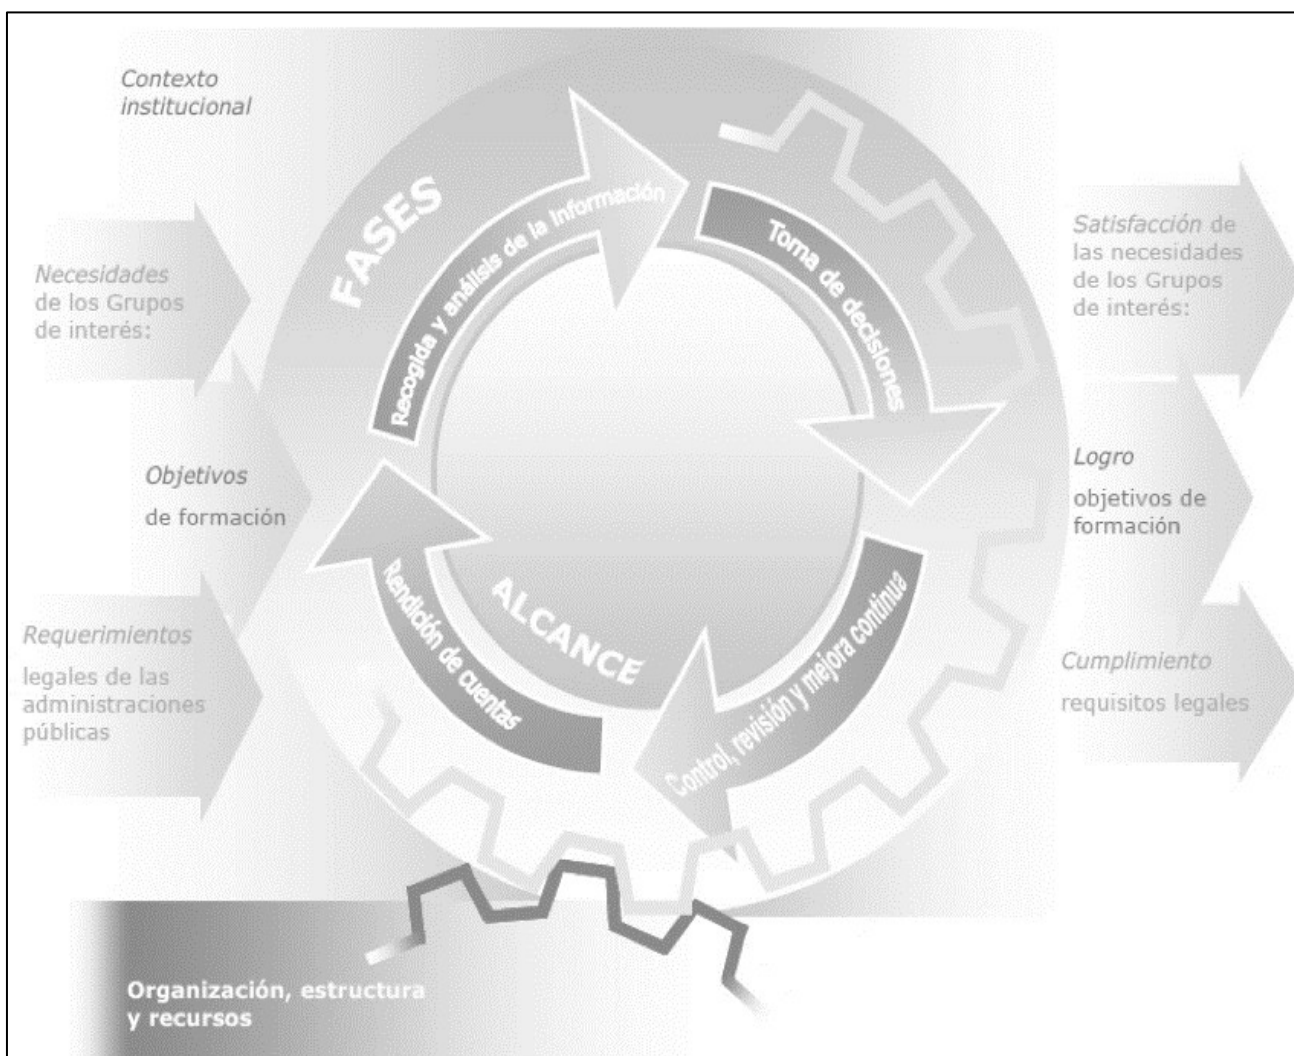 Contexto
institucional
FASES
Recogida y análisis de la información
Toma de decisiones
Necesidades
de los Grupos
de interés:
Satisfacción de
las necesidades
de los Grupos
de interés:
Objetivos
de formación
Logro
objetivos de
formación
Rendición de cuentas
ALCANCE
Control, revisión y mejora continua
Requerimientos
legales de las
administraciones
públicas
Cumplimiento
requisitos legales
Organización, estructura
y recursos